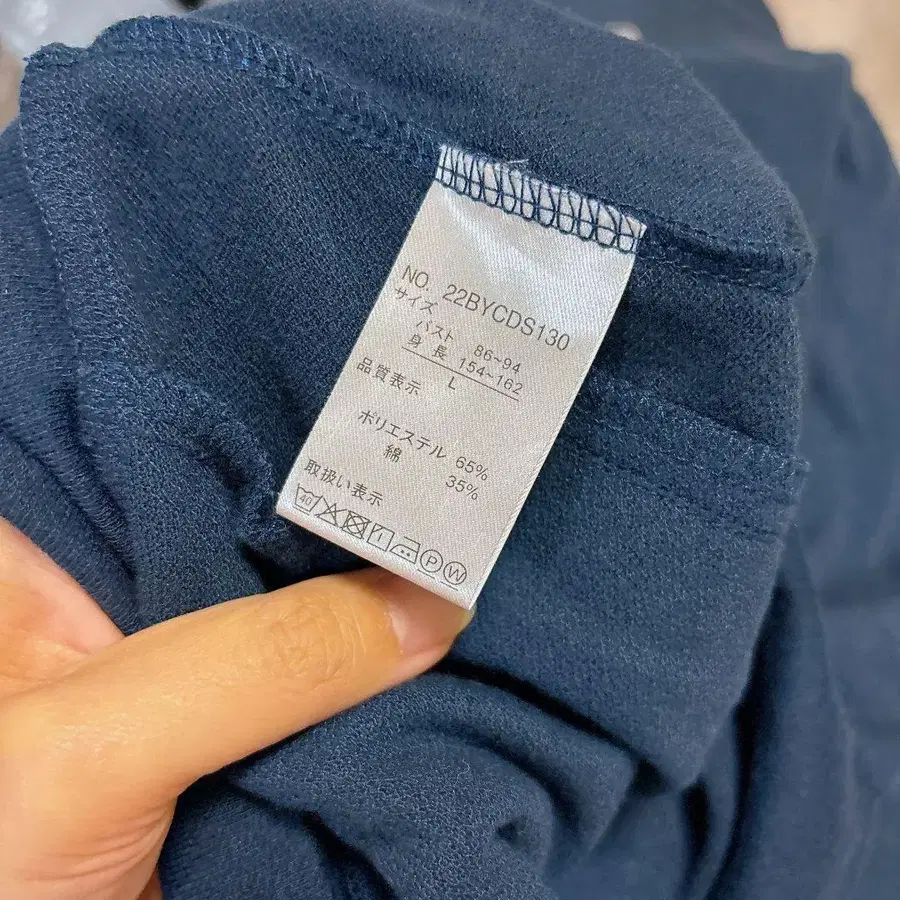 NO. 22BYCDS130
サイズ
バスト 86~94
身長 154~162
L
品質表示
ポリエステル 65%
綿 35%
取扱い表示
40 P W